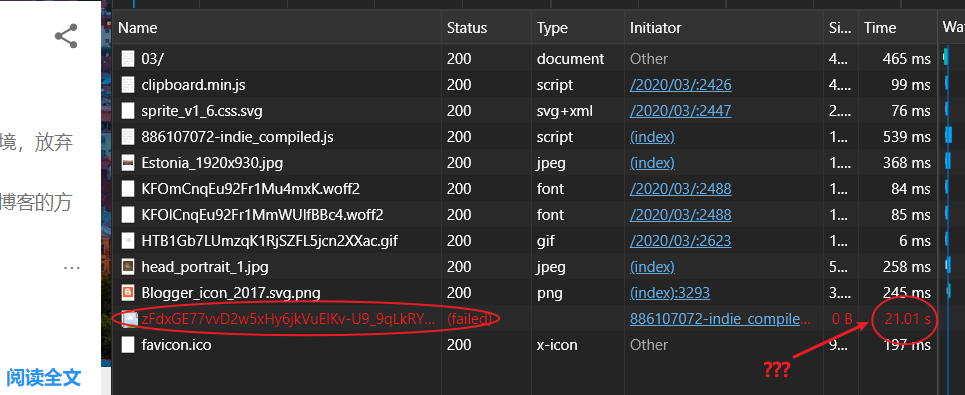 Name Status Type Initiator Si... Time Wat
03/ 200 document Other 4.... 465 ms
clipboard.min.js 200 script /2020/03/:2426 4.... 99 ms
sprite_v1_6.css.svg 200 svg+xml /2020/03/:2447 2.... 76 ms
境，放弃
886107072-indie_compiled.js 200 script (index) 1... 539 ms
Estonia_1920x930.jpg 200 jpeg (index) 1... 368 ms
KFOmCnqEu92Fr1Mu4mxK.woff2 200 font /2020/03/:2488 1... 84 ms
博客的方
KFOlCnqEu92Fr1MmWUlfBBc4.woff2 200 font /2020/03/:2488 1... 85 ms
HTB1Gb7LUmzqK1RjSZFL5jcn2XXac.gif 200 gif /2020/03/:2623 1... 6 ms
...
head_portrait_1.jpg 200 jpeg (index) 1... 258 ms
Blogger_icon_2017.svg.png 200 png (index):3293 3.... 245 ms
zFdxGE77vvD2w5xHy6jkVuElKv-U9_9qLkRY... (failed) 886107072-indie_compile... 0 B 21.01 s
favicon.ico 200 x-icon Other 9... 197 ms
???
阅读全文